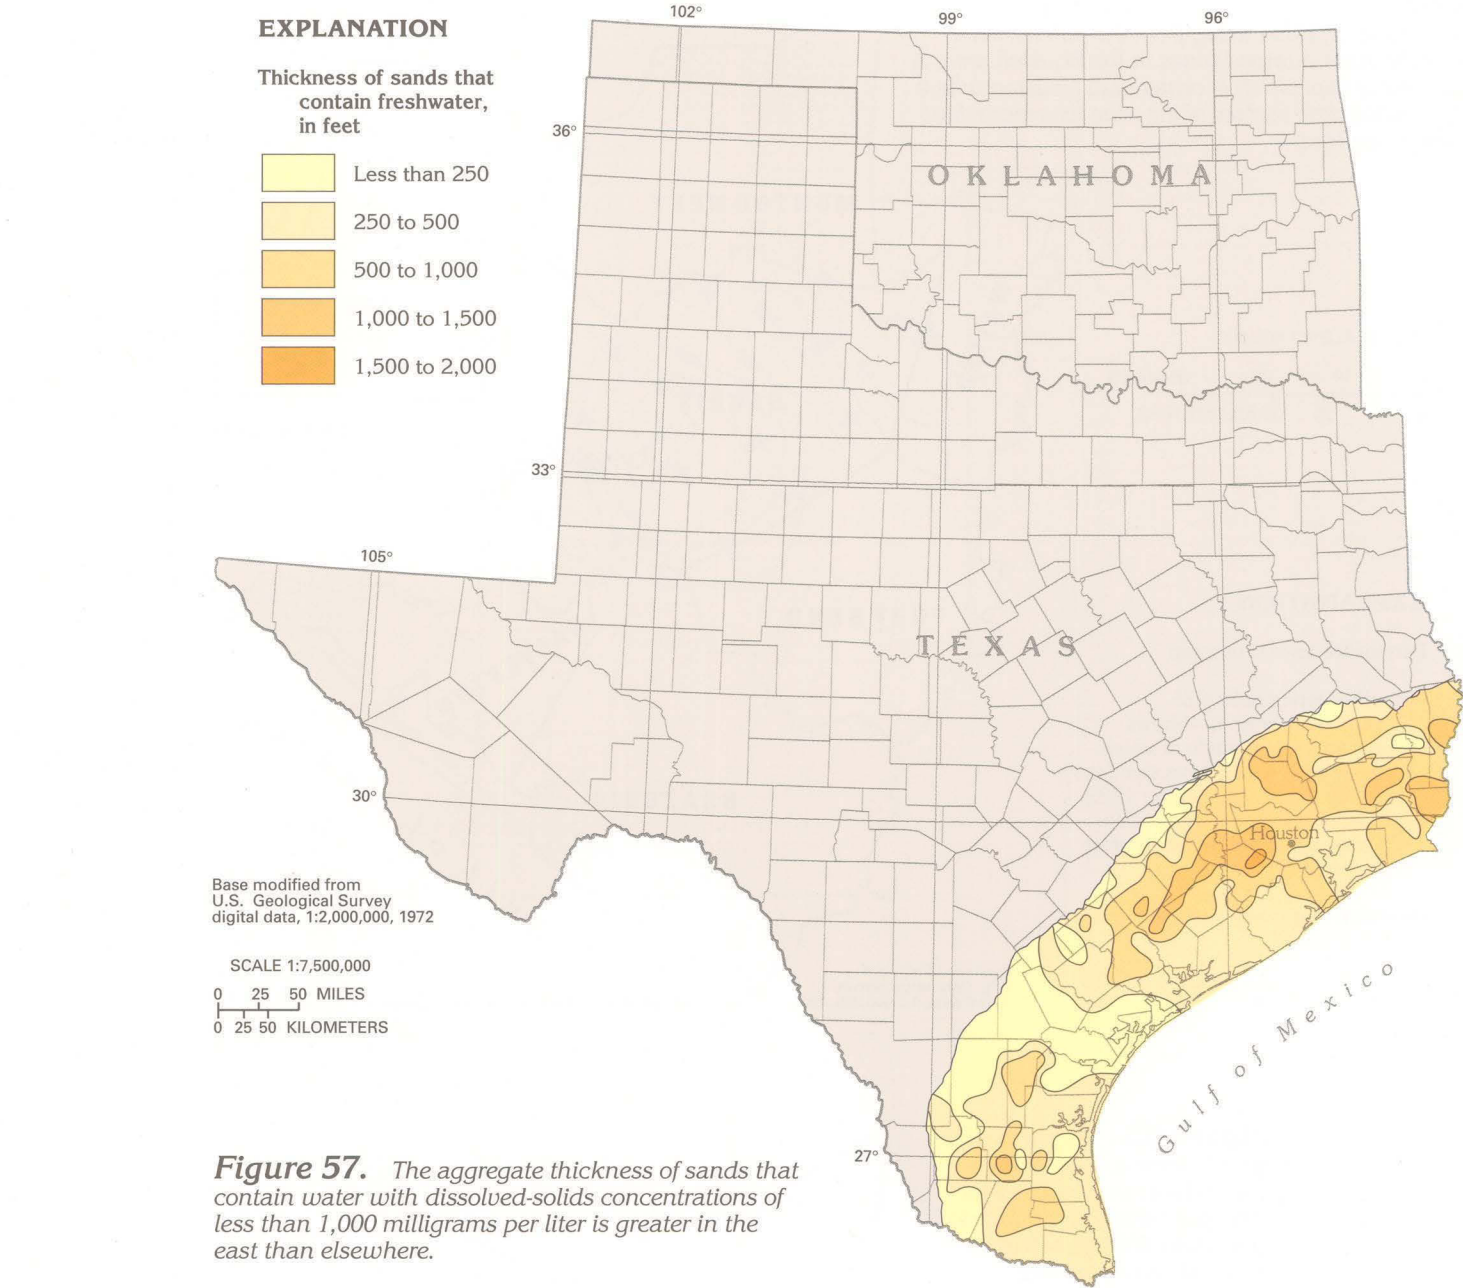 102°
99°
96°
EXPLANATION
Thickness of sands that
contain freshwater,
in feet
Less than 250
250 to 500
500 to 1,000
1,000 to 1,500
1,500 to 2,000
36°
OKLAHOMA
33°
105°
TEXAS
30°
Houston
Base modified from
U.S. Geological Survey
digital data, 1:2,000,000, 1972
SCALE 1:7,500,000
0 25 50 MILES
0 25 50 KILOMETERS
Gulf of Mexico
27°
Figure 57. The aggregate thickness of sands that
contain water with dissolved-solids concentrations of
less than 1,000 milligrams per liter is greater in the
east than elsewhere.